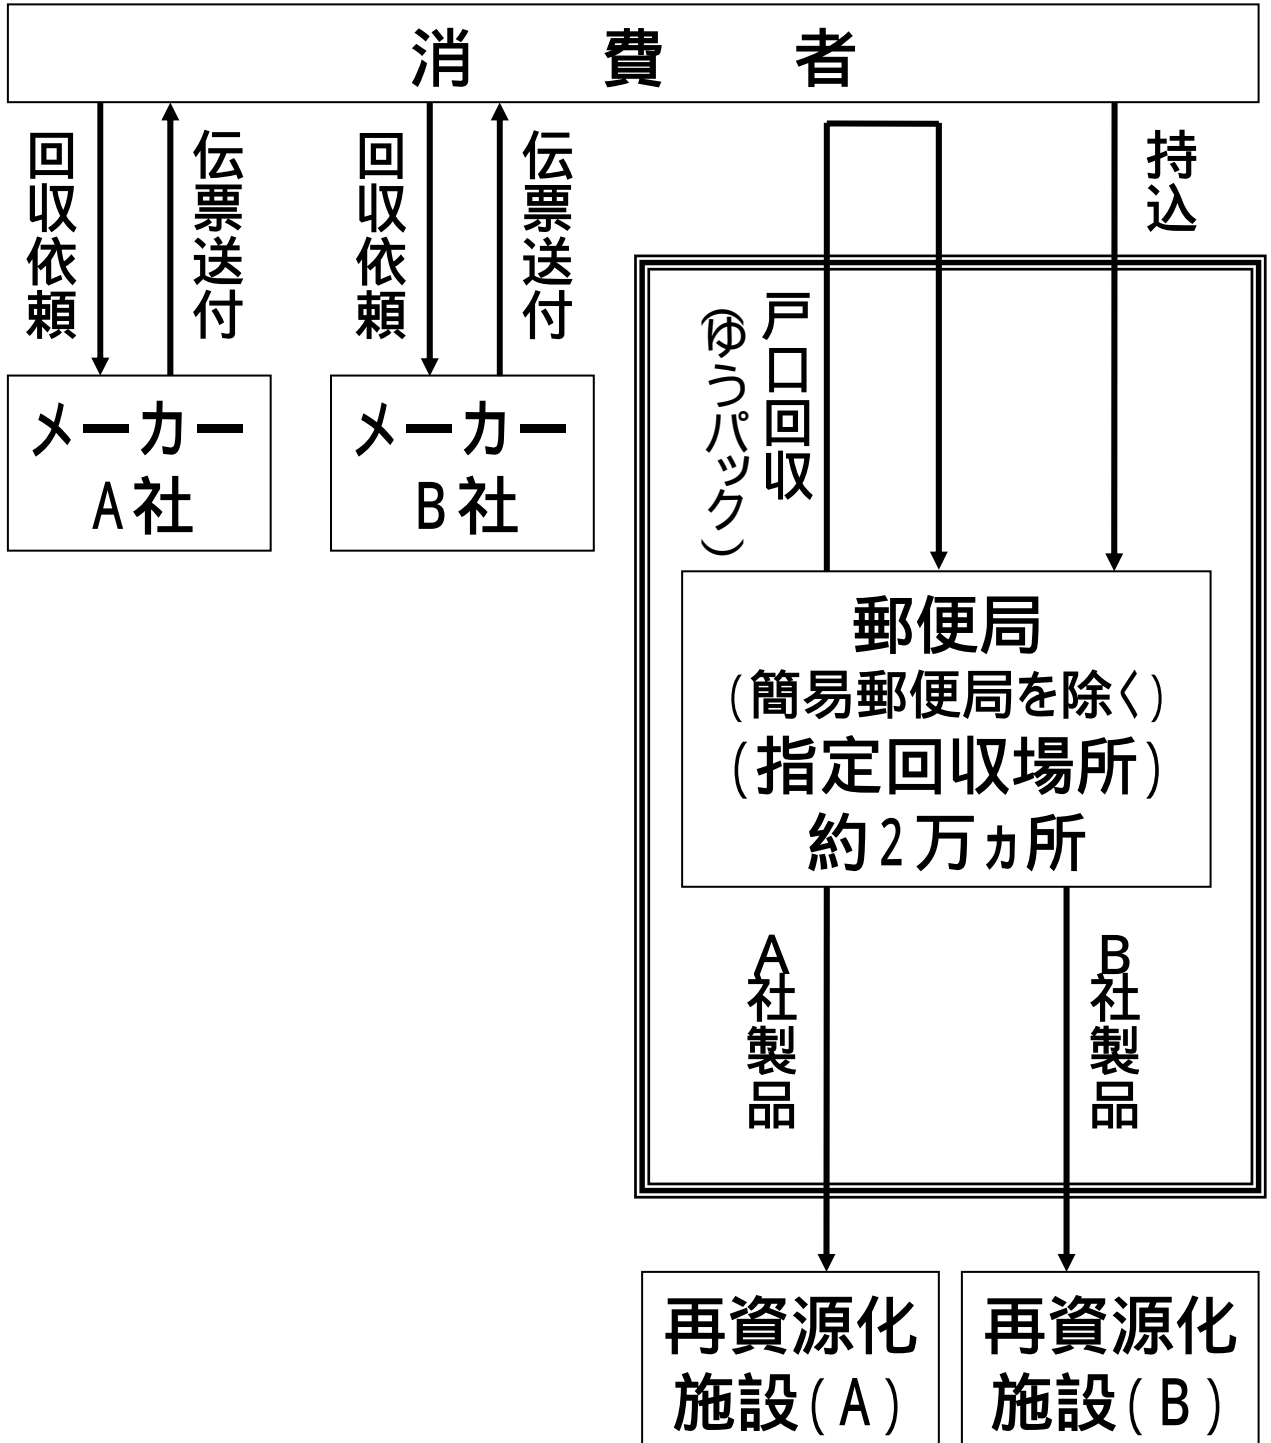 消費者
回収依頼
伝票送付
回収依頼
伝票送付
持込
メーカー
A社
メーカー
B社
戸口回収
(ゆうパック)
郵便局
(簡易郵便局を除く)
(指定回収場所)
約2万ヵ所
A社製品
B社製品
再資源化
施設(A)
再資源化
施設(B)